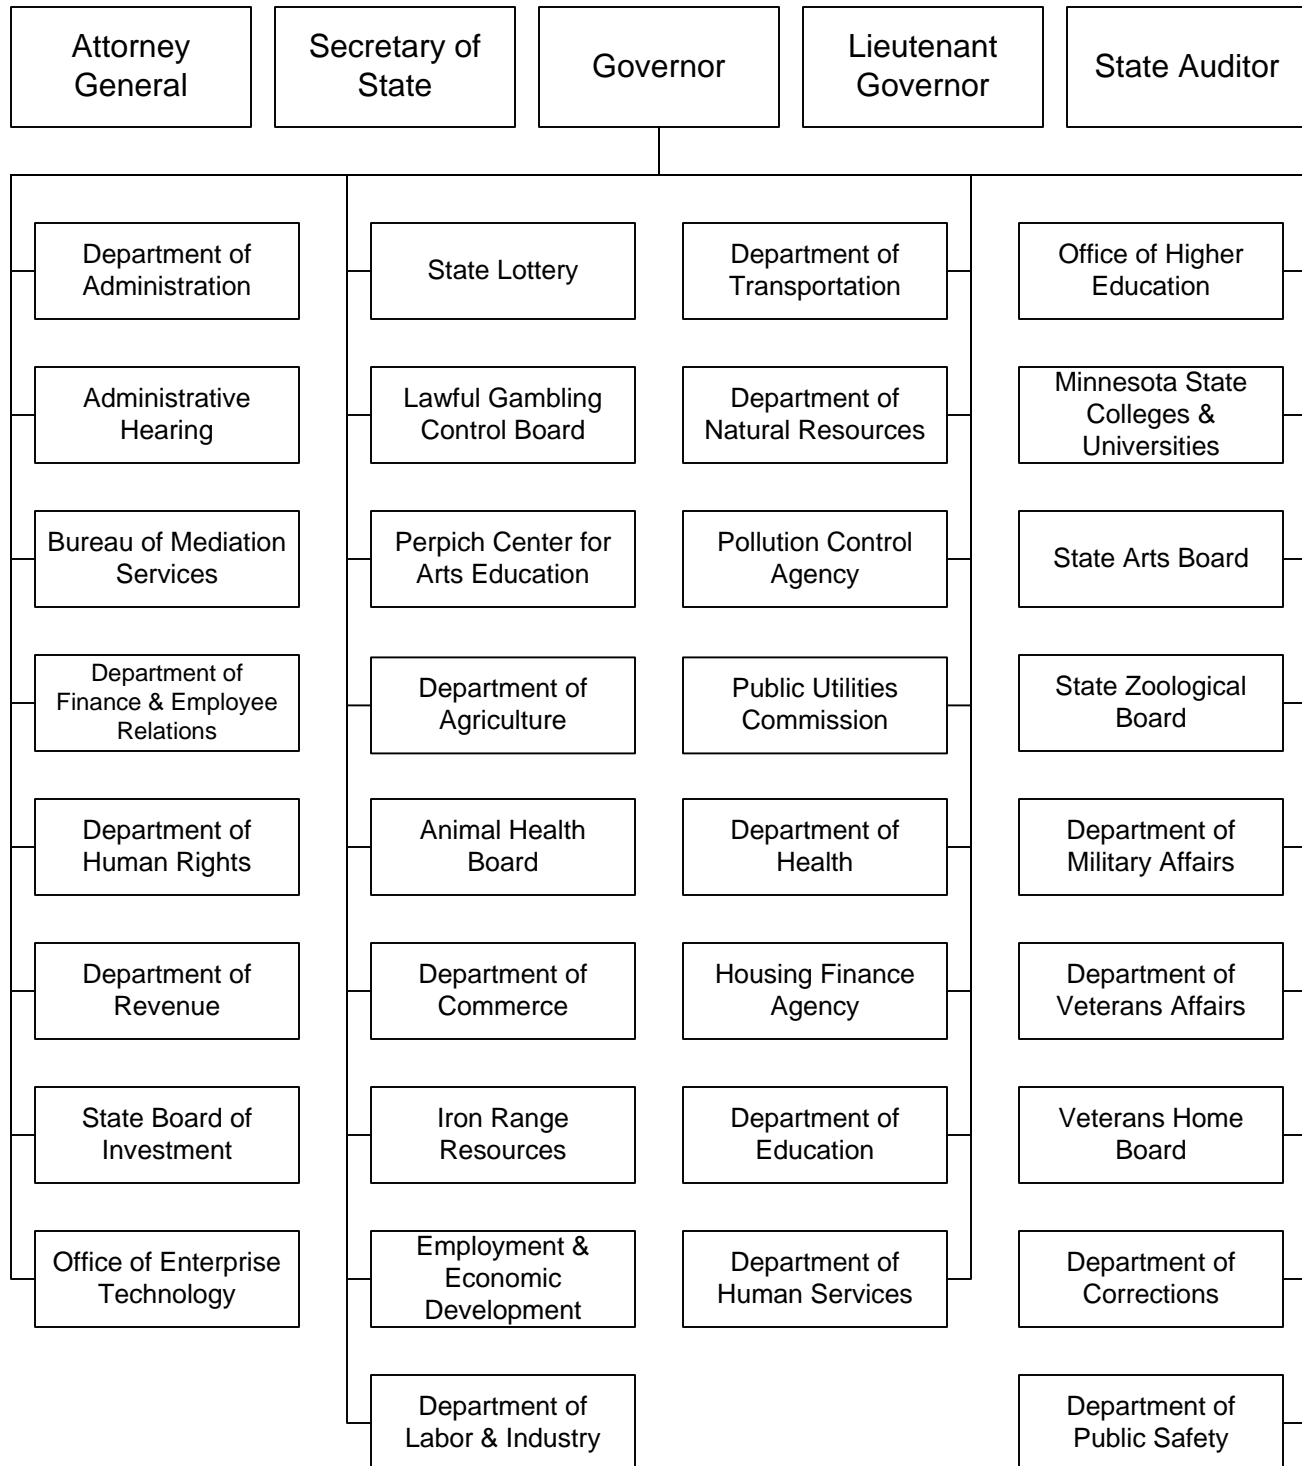 Attorney
General
Secretary of
State
Governor
Lieutenant
Governor
State Auditor
Department of
Administration
State Lottery
Department of
Transportation
Office of Higher
Education
Administrative
Hearing
Lawful Gambling
Control Board
Department of
Natural Resources
Minnesota State
Colleges &
Universities
Bureau of Mediation
Services
Perpich Center for
Arts Education
Pollution Control
Agency
State Arts Board
Department of
Finance & Employee
Relations
Department of
Agriculture
Public Utilities
Commission
State Zoological
Board
Department of
Human Rights
Animal Health
Board
Department of
Health
Department of
Military Affairs
Department of
Revenue
Department of
Commerce
Housing Finance
Agency
Department of
Veterans Affairs
State Board of
Investment
Iron Range
Resources
Department of
Education
Veterans Home
Board
Office of Enterprise
Technology
Employment &
Economic
Development
Department of
Human Services
Department of
Corrections
Department of
Labor & Industry
Department of
Public Safety